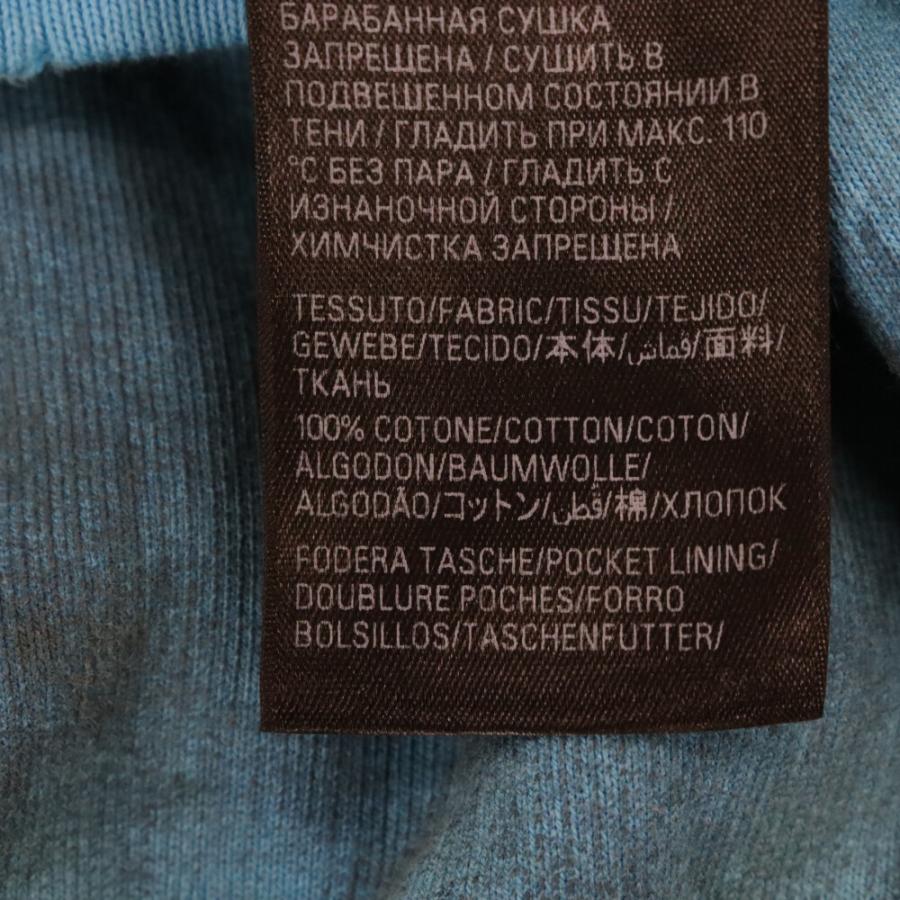 БАРАБАННАЯ СУШКА
ЗАПРЕЩЕНА / СУШИТЬ В
ПОДВЕШЕННОМ СОСТОЯНИИ В
ТЕНИ / ГЛАДИТЬ ПРИ МАКС. 110
°С БЕЗ ПАРА / ГЛАДИТЬ С
ИЗНАНОЧНОЙ СТОРОНЫ /
ХИМЧИСТКА ЗАПРЕЩЕНА
TESSUTO/FABRIC/TISSU/TEJIDO/
GEWEBE/TECIDO/本体/قماش/面料/
ТКАНЬ
100% COTONE/COTTON/COTON/
ALGODON/BAUMWOLLE/
ALGODÃO/コットン/قطن/棉/ХЛОПОК
FODERA TASCHE/POCKET LINING/
DOUBLURE POCHES/FORRO
BOLSILLOS/TASCHENFUTTER/